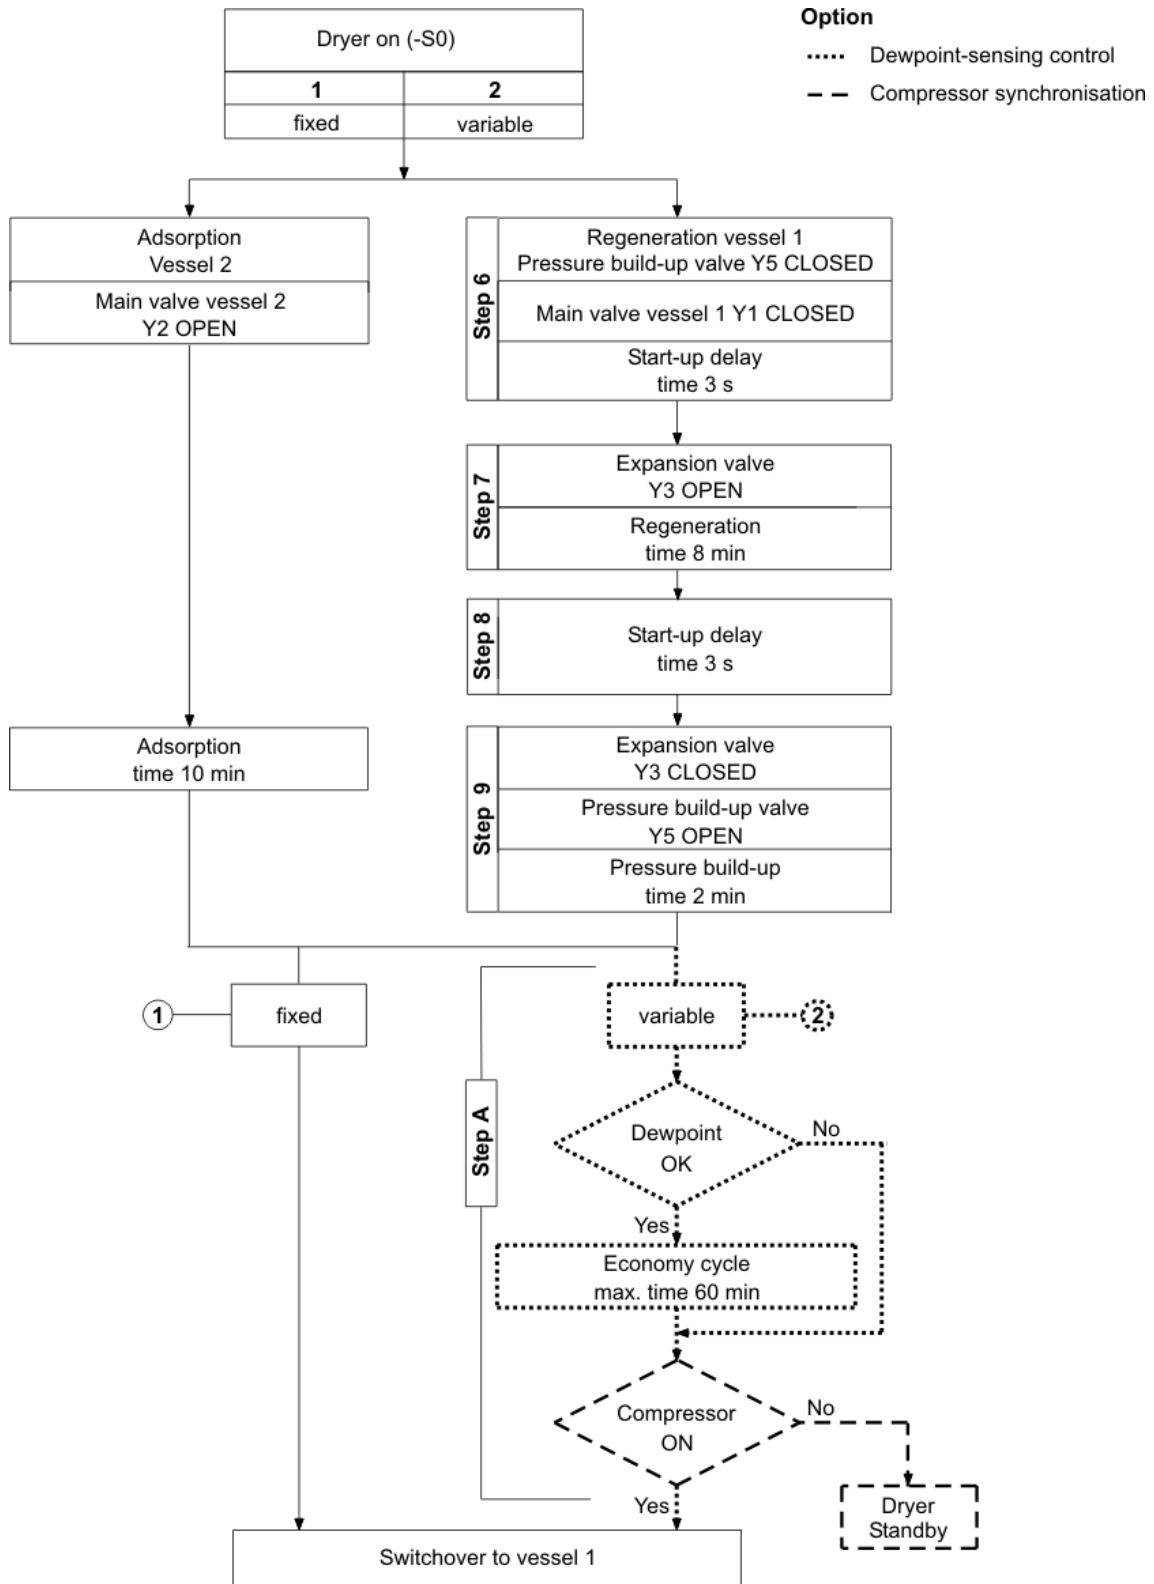 Option
Dewpoint-sensing control
Compressor synchronisation
Dryer on (-S0)
1
2
fixed
variable
Adsorption
Vessel 2
Main valve vessel 2
Y2 OPEN
Adsorption
time 10 min
Step 6
Regeneration vessel 1
Pressure build-up valve Y5 CLOSED
Main valve vessel 1 Y1 CLOSED
Start-up delay
time 3 s
Step 7
Expansion valve
Y3 OPEN
Regeneration
time 8 min
Step 8
Start-up delay
time 3 s
Step 9
Expansion valve
Y3 CLOSED
Pressure build-up valve
Y5 OPEN
Pressure build-up
time 2 min
1
fixed
variable
2
Step A
Dewpoint
OK
No
Yes
Economy cycle
max. time 60 min
Compressor
ON
No
Yes
Dryer
Standby
Switchover to vessel 1